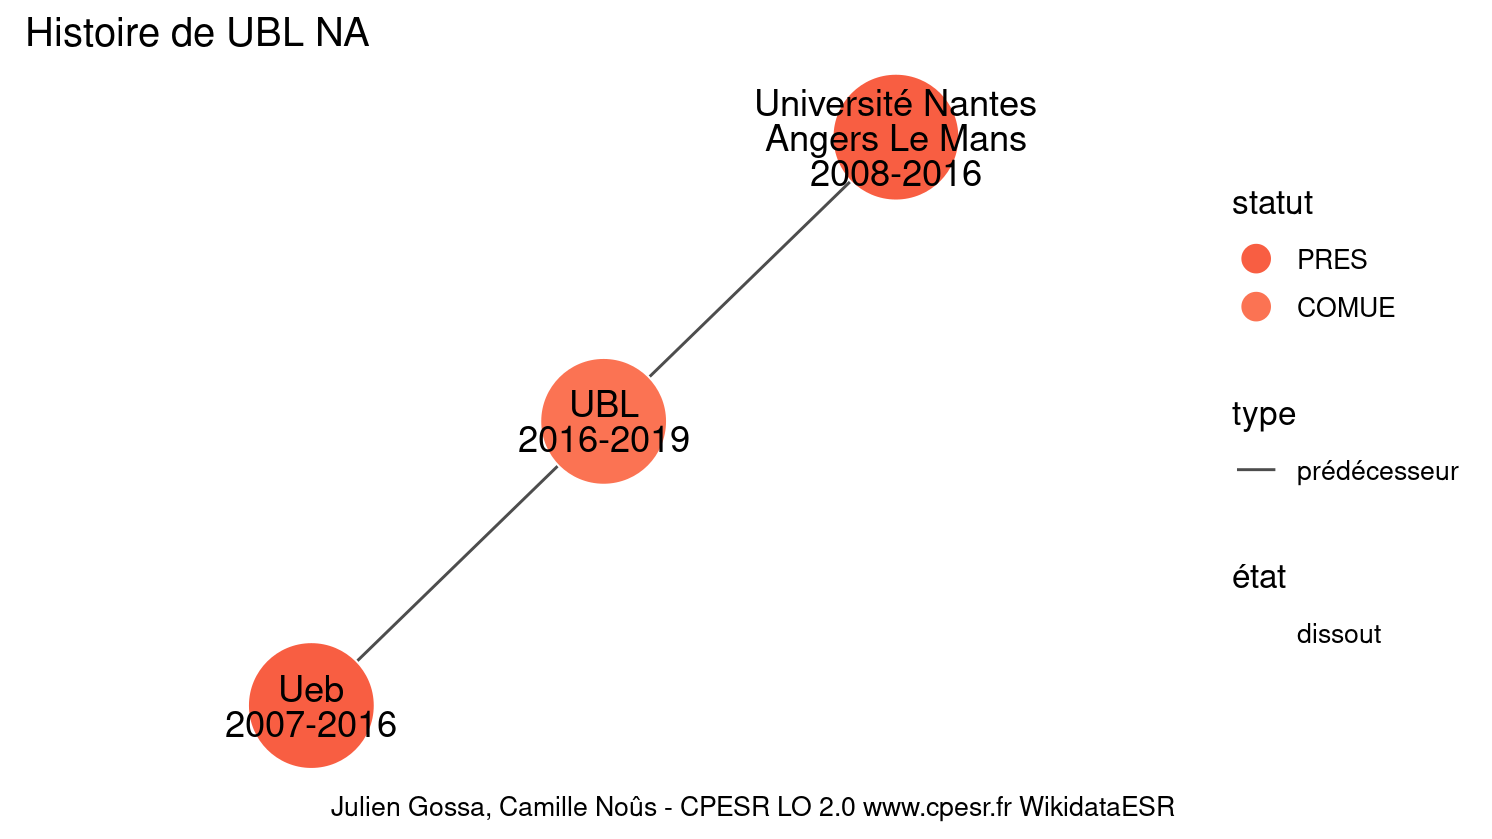 Histoire de UBL NA
Université Nantes
Angers Le Mans
2008-2016
UBL
2016-2019
Ueb
2007-2016
statut
PRES
COMUE
type
prédécesseur
état
dissout
Julien Gossa, Camille Noûs - CPESR LO 2.0 www.cpesr.fr WikidataESR